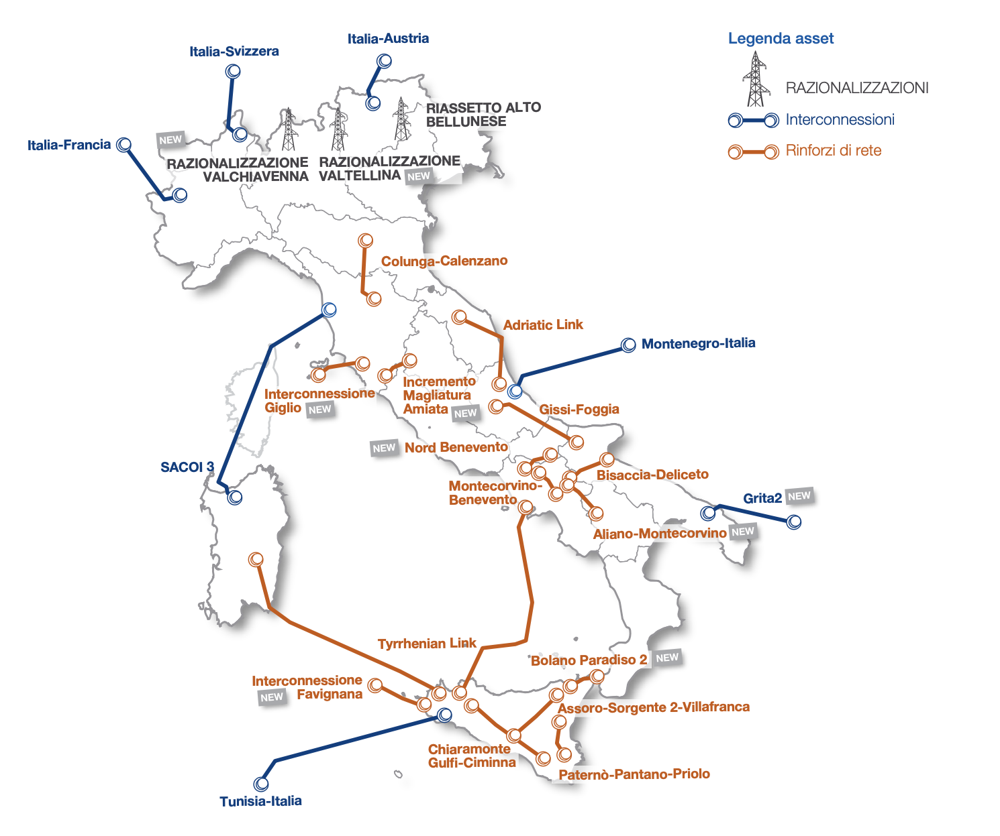 Italia-Austria
Legenda asset
Italia-Svizzera
RAZIONALIZZAZIONI
RIASSETTO ALTO
BELLUNESE
Interconnessioni
NEW
Italia-Francia
Rinforzi di rete
RAZIONALIZZAZIONE
VALCHIAVENNA
RAZIONALIZZAZIONE
VALTELLINA NEW
Colunga-Calenzano
Adriatic Link
Montenegro-Italia
Interconnessione
Giglio NEW
Incremento
Magliatura
Amiata NEW
Gissi-Foggia
NEW Nord Benevento
SACOI 3
Bisaccia-Deliceto
Montecorvino-
Benevento
Grita2 NEW
Aliano-Montecorvino NEW
Tyrrhenian Link
Bolano Paradiso 2 NEW
Interconnessione
NEW Favignana
Assoro-Sorgente 2-Villafranca
Chiaramonte
Gulfi-Ciminna
Paternò-Pantano-Priolo
Tunisia-Italia